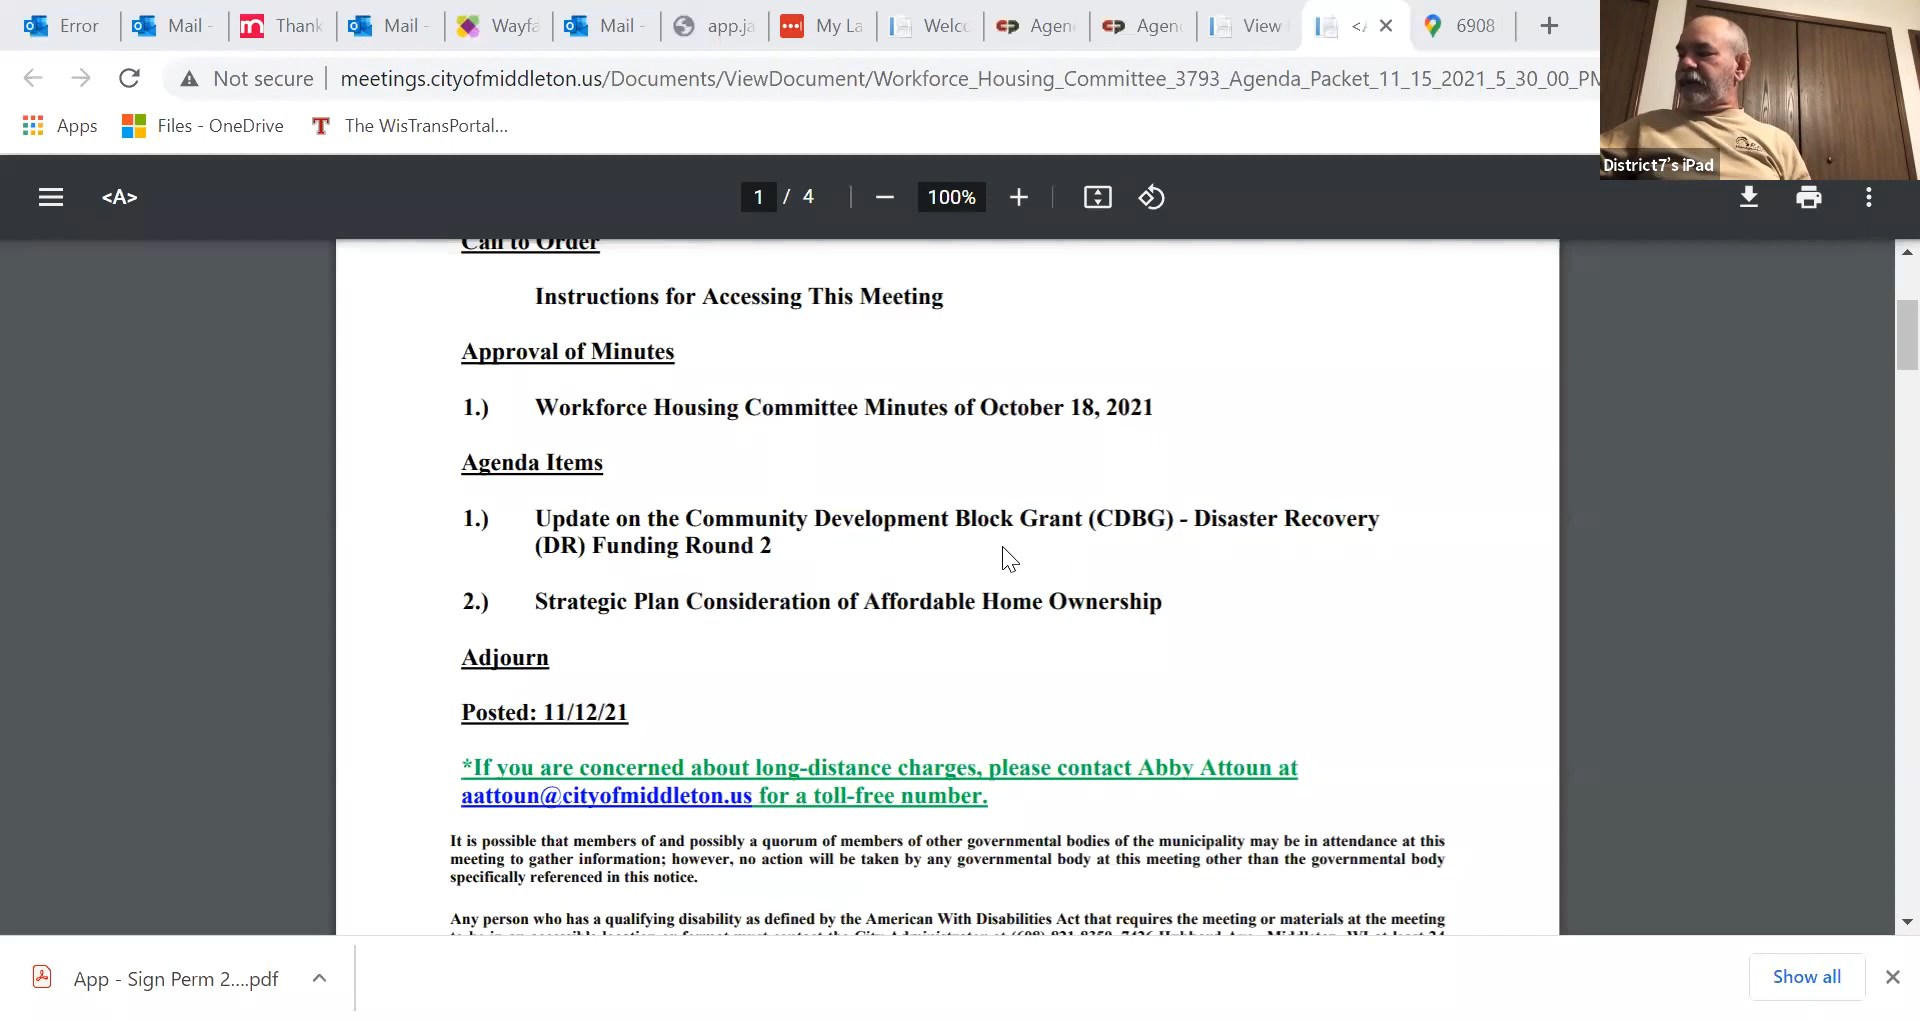 Error
Mail -
Thank
Mail -
Wayfa
Mail -
app.ja
My La
Welco
Agen
Agen
View
<A
6908
Not secure
meetings.cityofmiddleton.us/Documents/ViewDocument/Workforce_Housing_Committee_3793_Agenda_Packet_11_15_2021_5_30_00_PM
Apps
Files - OneDrive
The WisTransPortal...
District7's iPad
<A>
1 / 4
100%
Call to Order
Instructions for Accessing This Meeting
Approval of Minutes
1.) Workforce Housing Committee Minutes of October 18, 2021
Agenda Items
1.) Update on the Community Development Block Grant (CDBG) - Disaster Recovery
(DR) Funding Round 2
2.) Strategic Plan Consideration of Affordable Home Ownership
Adjourn
Posted: 11/12/21
*If you are concerned about long-distance charges, please contact Abby Attoun at
aattoun@cityofmiddleton.us for a toll-free number.
It is possible that members of and possibly a quorum of members of other governmental bodies of the municipality may be in attendance at this
meeting to gather information; however, no action will be taken by any governmental body at this meeting other than the governmental body
specifically referenced in this notice.
Any person who has a qualifying disability as defined by the American With Disabilities Act that requires the meeting or materials at the meeting
App - Sign Perm 2....pdf
Show all